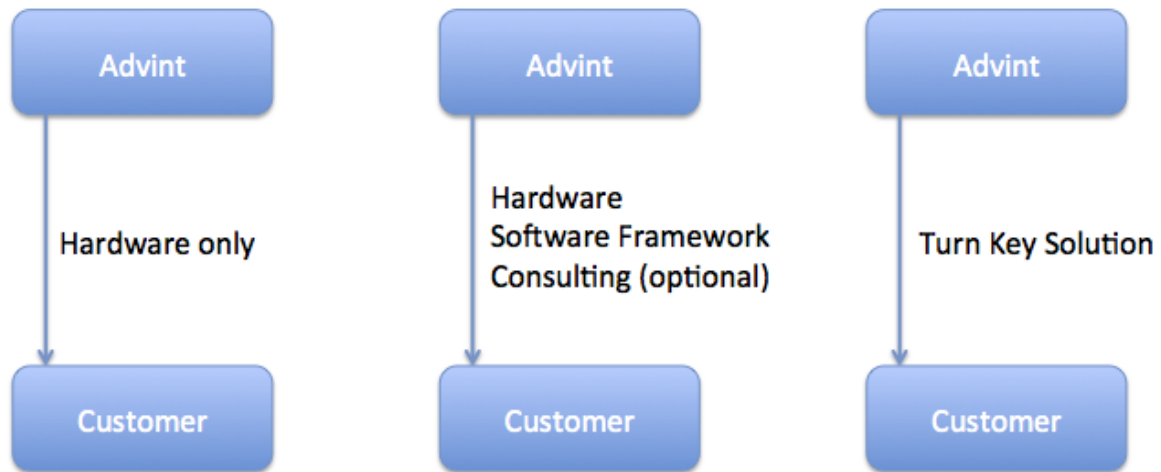 Advint
Advint
Advint
Hardware only
Hardware
Software Framework
Consulting (optional)
Turn Key Solution
Customer
Customer
Customer